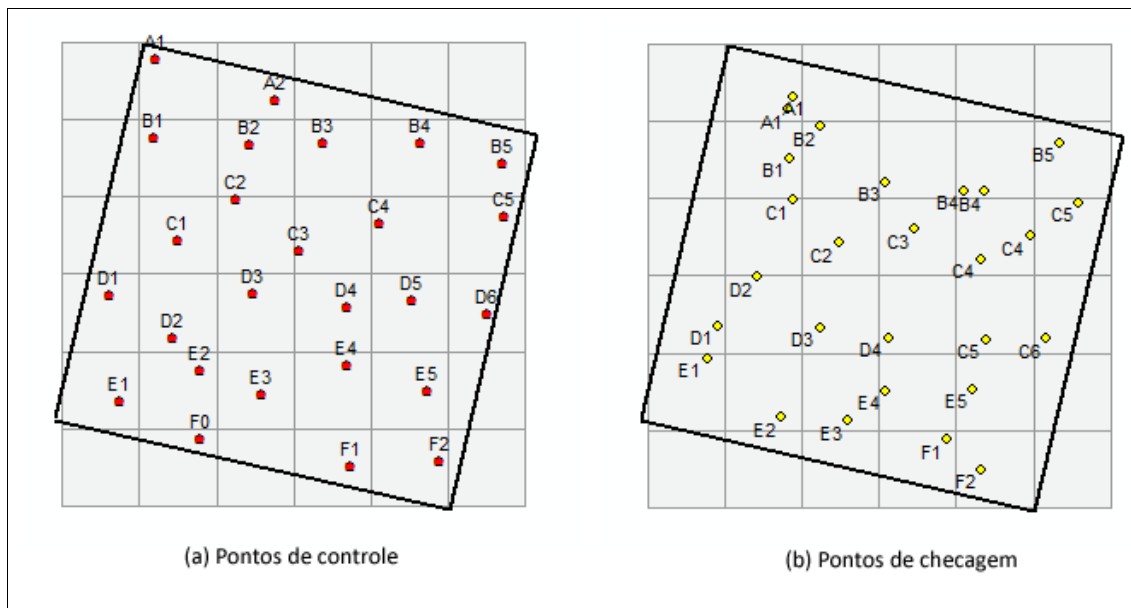 A1
A2
B1
B2
B3
B4
B5
C2
C5
C1
C3
C4
D1
D3
D4
D5
D6
D2
E2
E4
E1
E3
E5
F0
F1
F2
(a) Pontos de controle
A1
A1
B2
B5
B1
B3
B4
B4
C1
C5
C2
C3
C4
C4
D2
D1
D3
D4
C5
C6
E1
E4
E5
E2
E3
F1
F2
(b) Pontos de checagem